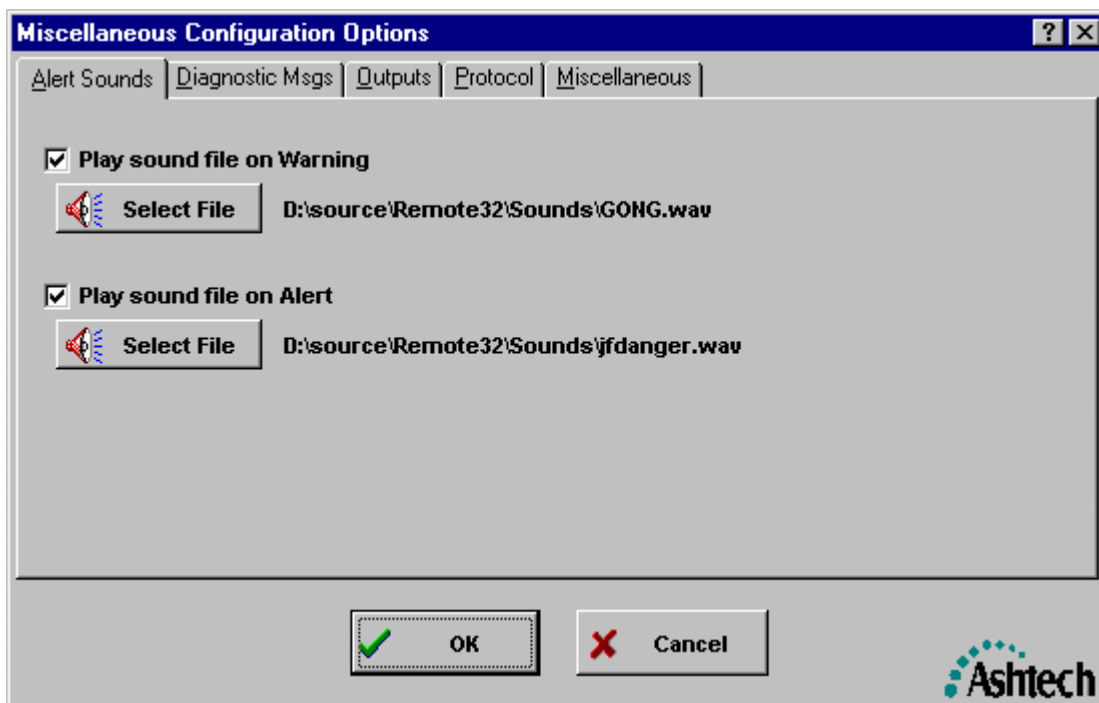 Miscellaneous Configuration Options
Alert Sounds Diagnostic Msgs Outputs Protocol Miscellaneous
Play sound file on Warning
Select File D:\source\Remote32\Sounds\GONG.wav
Play sound file on Alert
Select File D:\source\Remote32\Sounds\jfdanger.wav
OK Cancel
Ashtech